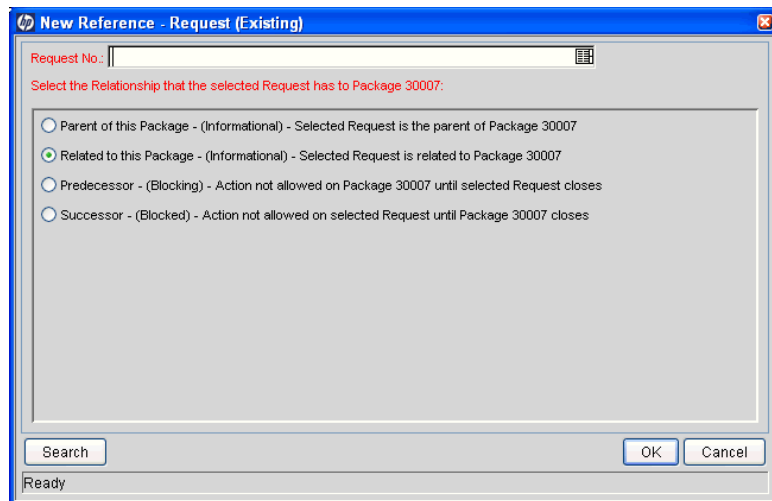 hp New Reference - Request (Existing)
Request No.:
Select the Relationship that the selected Request has to Package 30007:
Parent of this Package - (Informational) - Selected Request is the parent of Package 30007
Related to this Package - (Informational) - Selected Request is related to Package 30007
Predecessor - (Blocking) - Action not allowed on Package 30007 until selected Request closes
Successor - (Blocked) - Action not allowed on selected Request until Package 30007 closes
Search OK Cancel
Ready